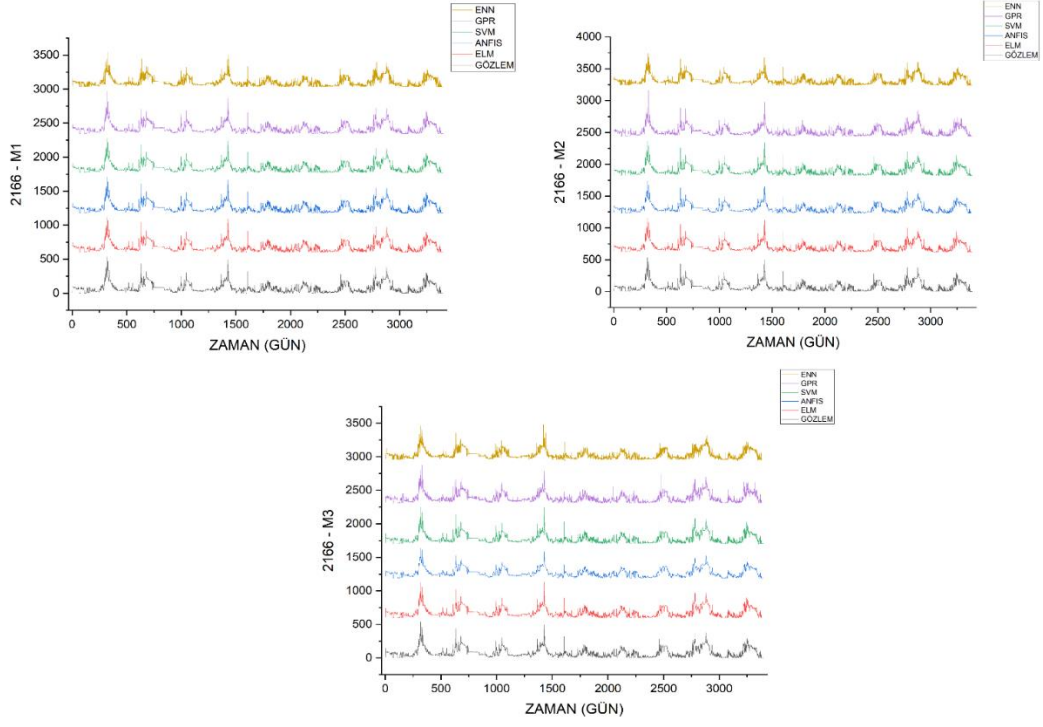 ENN
GPR
SVM
ANFIS
ELM
GÖZLEM
3500
3000
2500
2000
1500
1000
500
0
2166 - M1
0 500 1000 1500 2000 2500 3000
ZAMAN (GÜN)
ENN
GPR
SVM
ANFIS
ELM
GÖZLEM
4000
3500
3000
2500
2000
1500
1000
500
0
2166 - M2
0 500 1000 1500 2000 2500 3000
ZAMAN (GÜN)
ENN
GPR
SVM
ANFIS
ELM
GÖZLEM
3500
3000
2500
2000
1500
1000
500
0
2166 - M3
0 500 1000 1500 2000 2500 3000
ZAMAN (GÜN)